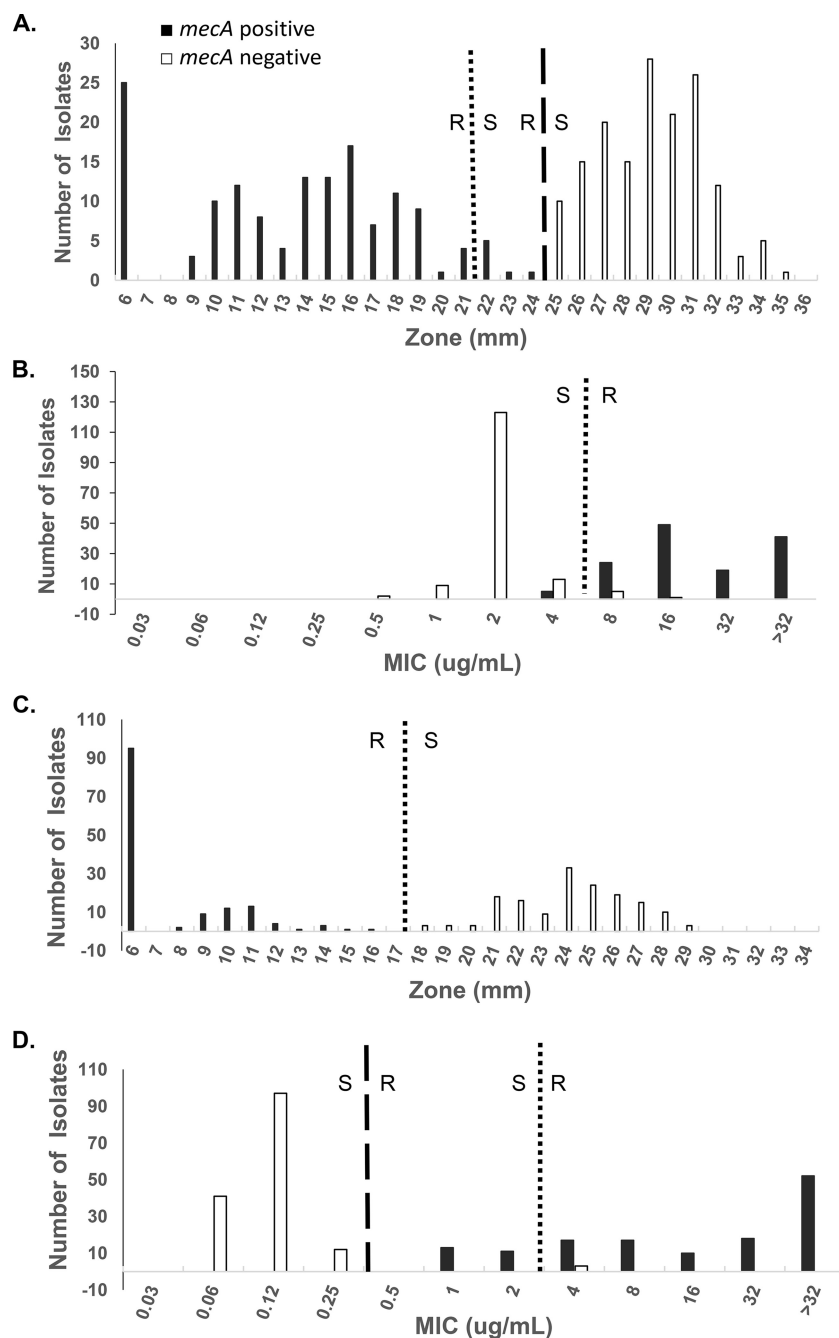 A.
mecA positive
mecA negative
30
25
20
15
10
5
0
Number of Isolates
R S R S
6 7 8 9 10 11 12 13 14 15 16 17 18 19 20 21 22 23 24 25 26 27 28 29 30 31 32 33 34 35 36
Zone (mm)
B.
150
130
110
90
70
50
30
10
-10
Number of Isolates
S R
0.03 0.06 0.12 0.25 0.5 1 2 4 8 16 32 >32
MIC (ug/mL)
C.
110
90
70
50
30
10
-10
Number of Isolates
R S
6 7 8 9 10 11 12 13 14 15 16 17 18 19 20 21 22 23 24 25 26 27 28 29 30 31 32 33 34
Zone (mm)
D.
110
90
70
50
30
10
-10
Number of Isolates
S R S R
0.03 0.06 0.12 0.25 0.5 1 2 4 8 16 32 >32
MIC (ug/mL)